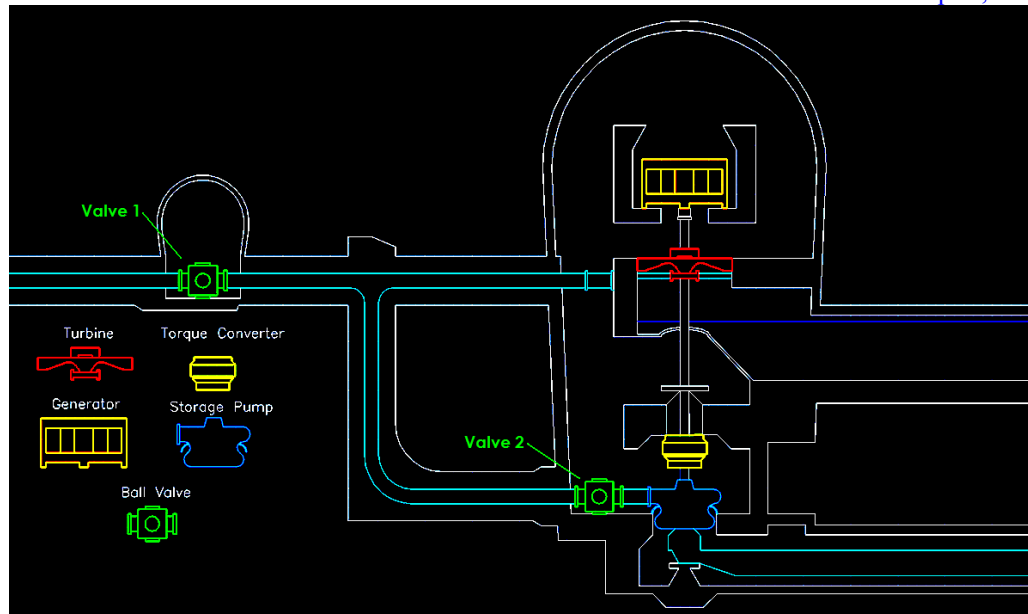 Valve 1
Turbine
Torque Converter
Generator
Storage Pump
Valve 2
Ball Valve